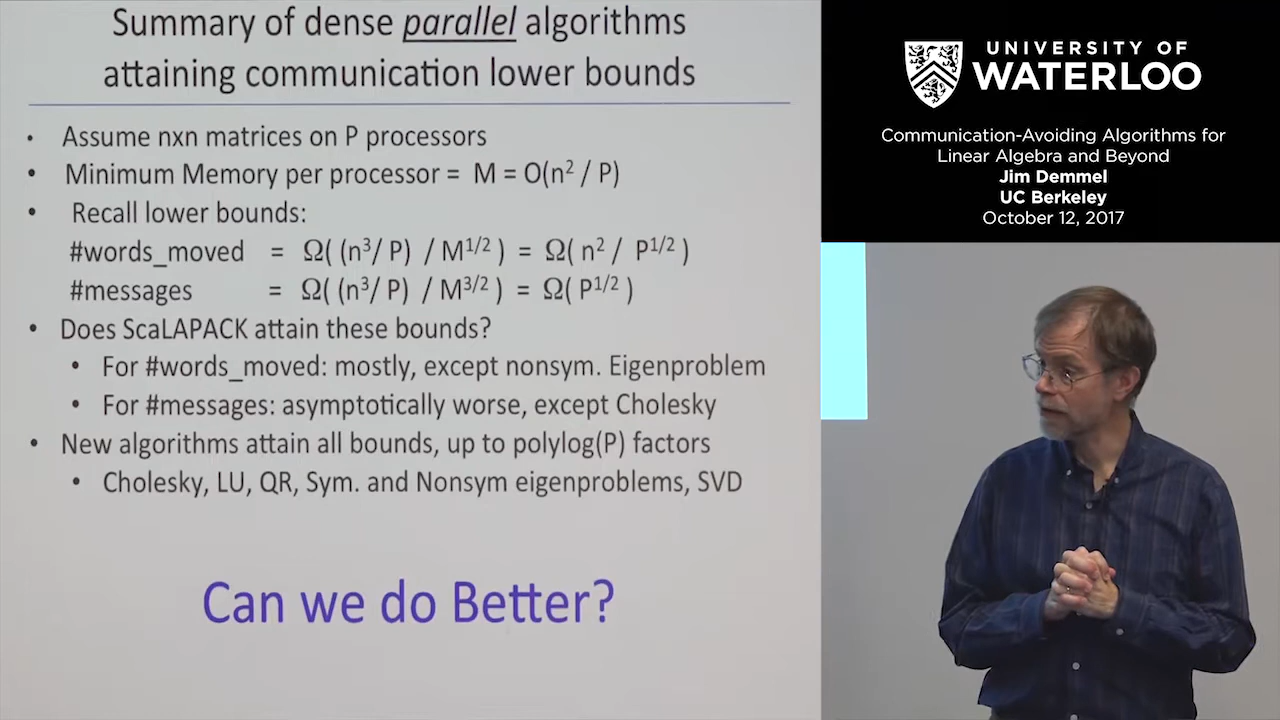 Summary of dense parallel algorithms
attaining communication lower bounds
• Assume nxn matrices on P processors
• Minimum Memory per processor = M = O(n² / P)
• Recall lower bounds:
#words_moved = Ω( (n³/ P) / M^1/2 ) = Ω( n² / P^1/2 )
#messages = Ω( (n³/ P) / M^3/2 ) = Ω( P^1/2 )
• Does ScaLAPACK attain these bounds?
• For #words_moved: mostly, except nonsym. Eigenproblem
• For #messages: asymptotically worse, except Cholesky
• New algorithms attain all bounds, up to polylog(P) factors
• Cholesky, LU, QR, Sym. and Nonsym eigenproblems, SVD
Can we do Better?
UNIVERSITY OF
WATERLOO
Communication-Avoiding Algorithms for
Linear Algebra and Beyond
Jim Demmel
UC Berkeley
October 12, 2017